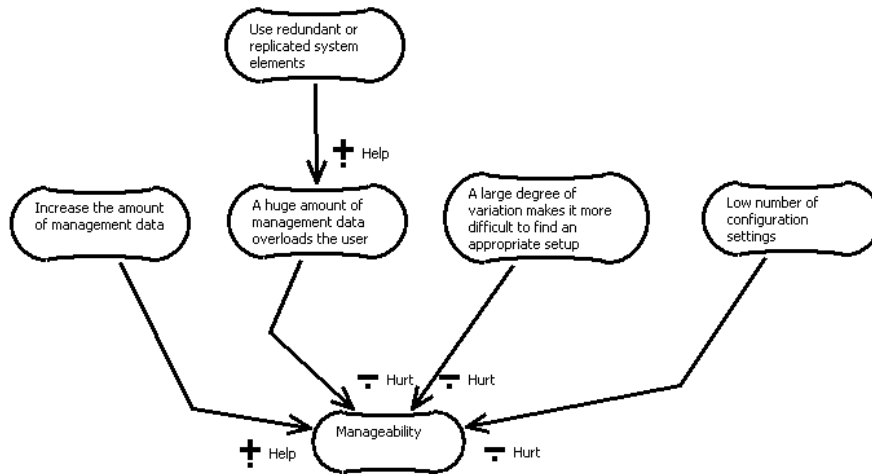 Use redundant or
replicated system
elements
Help
Increase the amount
of management data
A huge amount of
management data
overloads the user
A large degree of
variation makes it more
difficult to find an
appropriate setup
Low number of
configuration
settings
Hurt
Hurt
Manageability
Help
Hurt